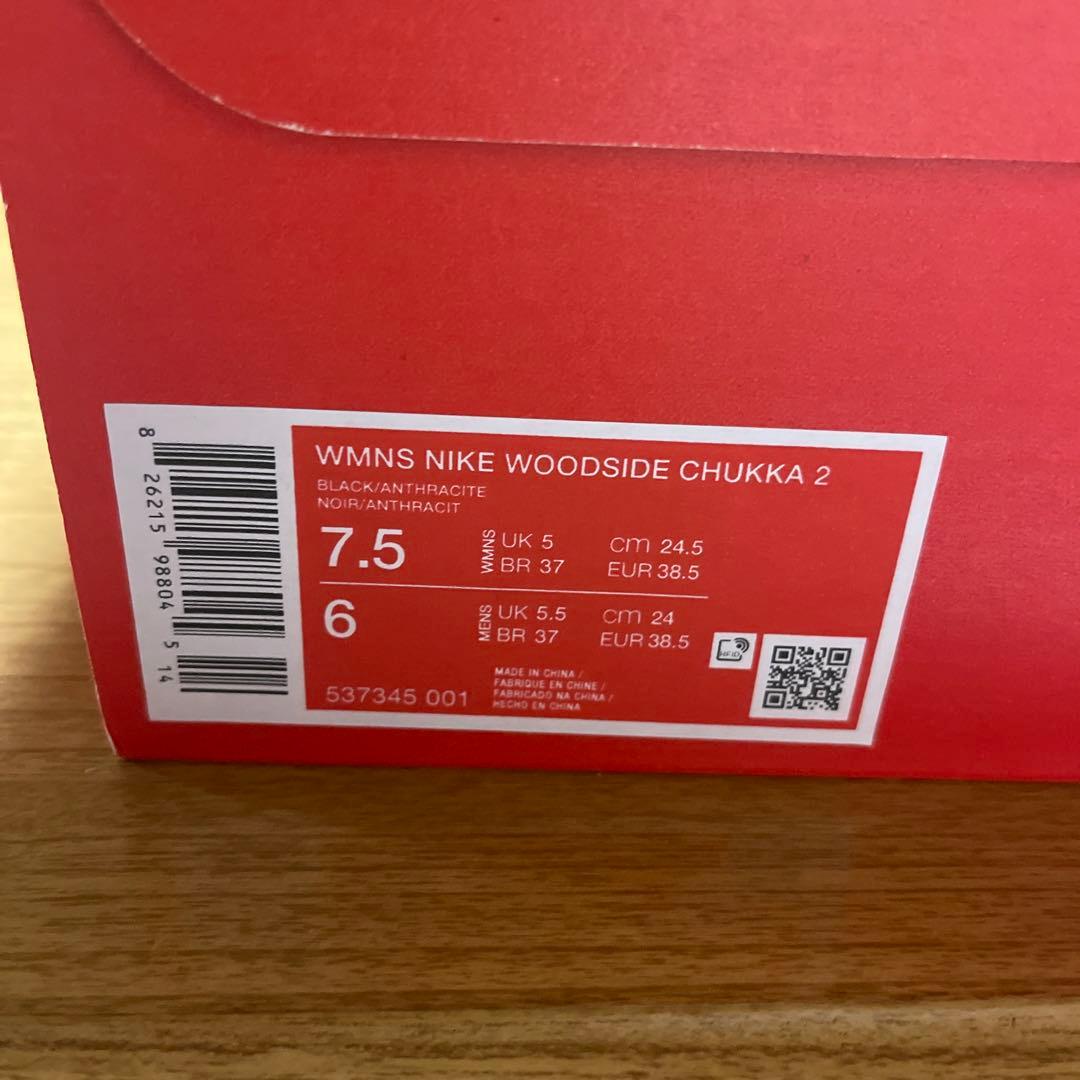 WMNS NIKE WOODSIDE CHUKKA 2
BLACK/ANTHRACITE
NOIR/ANTHRACIT
7.5 WMNS UK 5 cm 24.5
BR 37 EUR 38.5
6 MENS UK 5.5 cm 24
BR 37 EUR 38.5
537345 001
MADE IN CHINA /
FABRIQUE EN CHINE /
FABRICADO NA CHINA /
HECHO EN CHINA
RFID
8 26215 98804 5 14